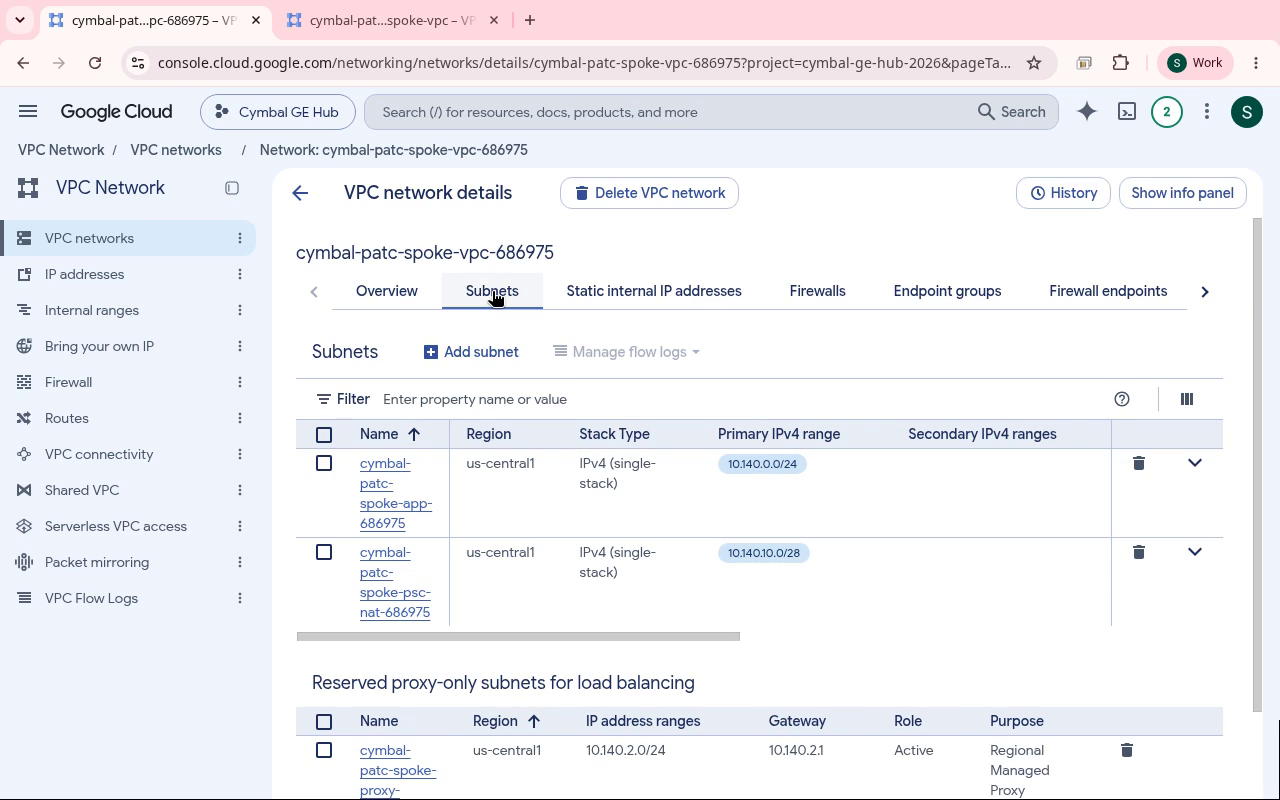 cymbal-pat...pc-686975 – VP
cymbal-pat...spoke-vpc – VP
console.cloud.google.com/networking/networks/details/cymbal-patc-spoke-vpc-686975?project=cymbal-ge-hub-2026&pageTa...
S Work
Google Cloud
Cymbal GE Hub
Search (/) for resources, docs, products, and more
Search
2
S
VPC Network / VPC networks / Network: cymbal-patc-spoke-vpc-686975
VPC Network
VPC networks
IP addresses
Internal ranges
Bring your own IP
Firewall
Routes
VPC connectivity
Shared VPC
Serverless VPC access
Packet mirroring
VPC Flow Logs
VPC network details
Delete VPC network
History
Show info panel
cymbal-patc-spoke-vpc-686975
Overview Subnets Static internal IP addresses Firewalls Endpoint groups Firewall endpoints
Subnets
Add subnet
Manage flow logs
Filter Enter property name or value
Name Region Stack Type Primary IPv4 range Secondary IPv4 ranges
cymbal-
patc-
spoke-app-
686975
us-central1
IPv4 (single-
stack)
10.140.0.0/24
cymbal-
patc-
spoke-psc-
nat-686975
us-central1
IPv4 (single-
stack)
10.140.10.0/28
Reserved proxy-only subnets for load balancing
Name Region IP address ranges Gateway Role Purpose
cymbal-
patc-spoke-
proxy-
us-central1
10.140.2.0/24
10.140.2.1
Active
Regional
Managed
Proxy